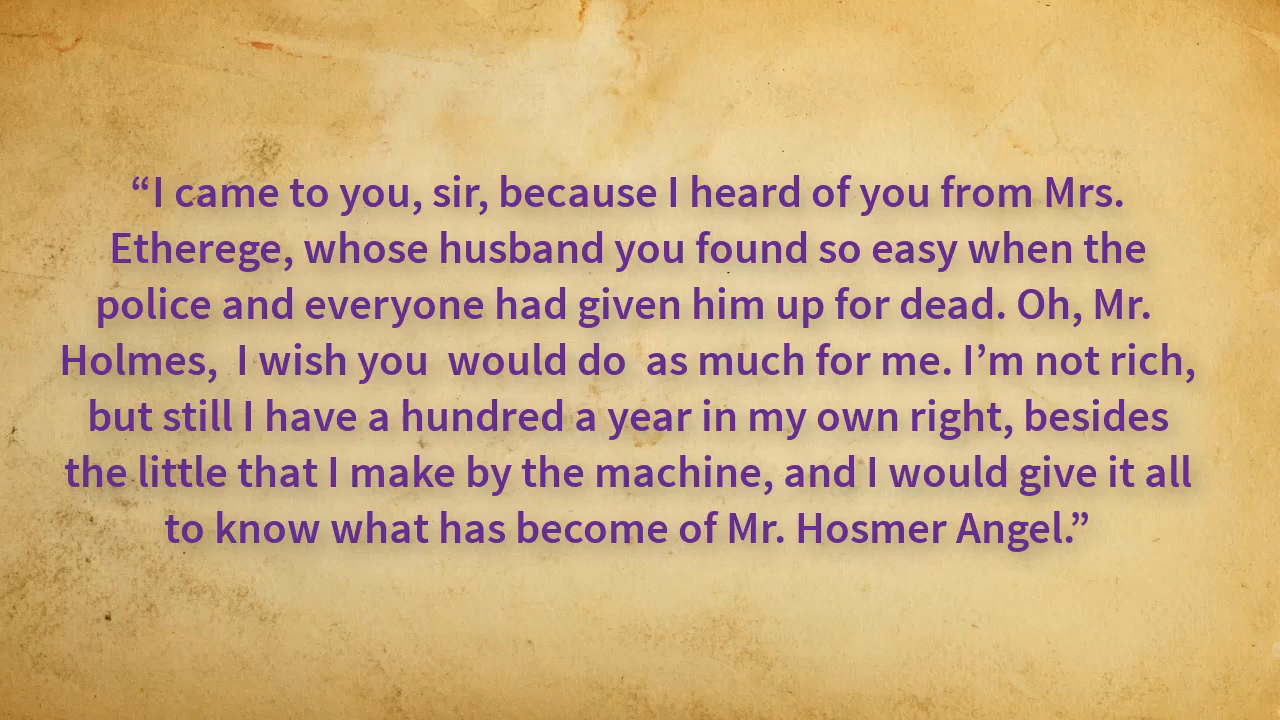 “I came to you, sir, because I heard of you from Mrs.
Etherege, whose husband you found so easy when the
police and everyone had given him up for dead. Oh, Mr.
Holmes,  I wish you  would do  as much for me. I’m not rich,
but still I have a hundred a year in my own right, besides
the little that I make by the machine, and I would give it all
to know what has become of Mr. Hosmer Angel.”